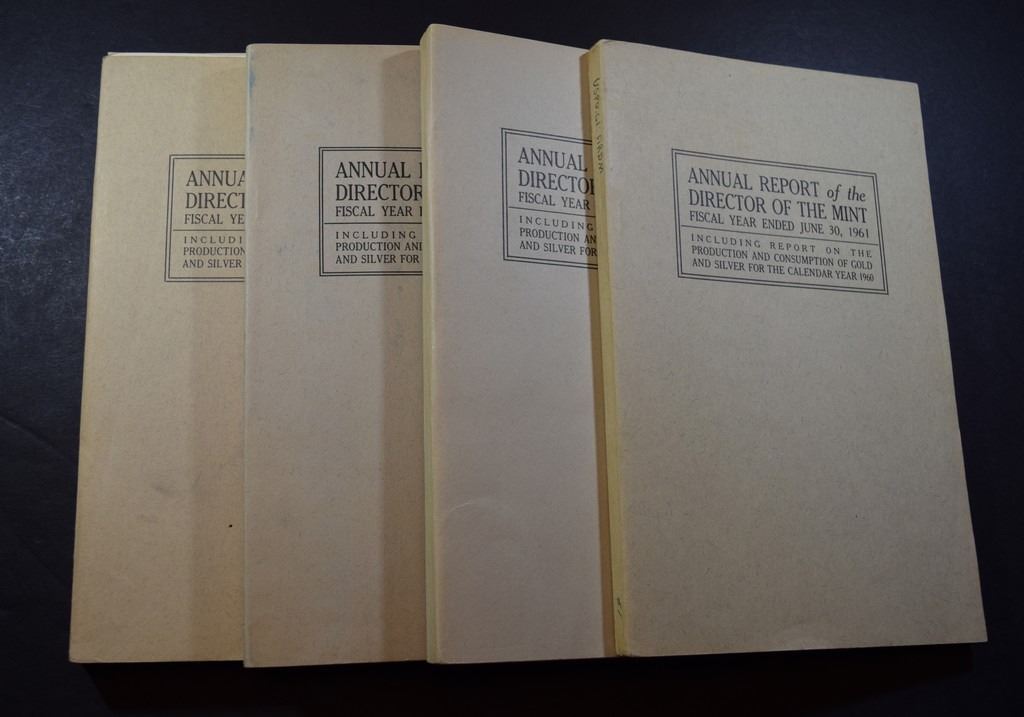 ANNUA
DIRECT
FISCAL YE
INCLUDI
PRODUCTION
AND SILVER
ANNUAL
DIRECTOR
FISCAL YEAR
INCLUDING
PRODUCTION AND
AND SILVER FOR
ANNUAL
DIRECTOR
FISCAL YEAR
INCLUDING
PRODUCTION AN
AND SILVER FOR
ANNUAL REPORT of the
DIRECTOR OF THE MINT
FISCAL YEAR ENDED JUNE 30, 1961
INCLUDING REPORT ON THE
PRODUCTION AND CONSUMPTION OF GOLD
AND SILVER FOR THE CALENDAR YEAR 1960